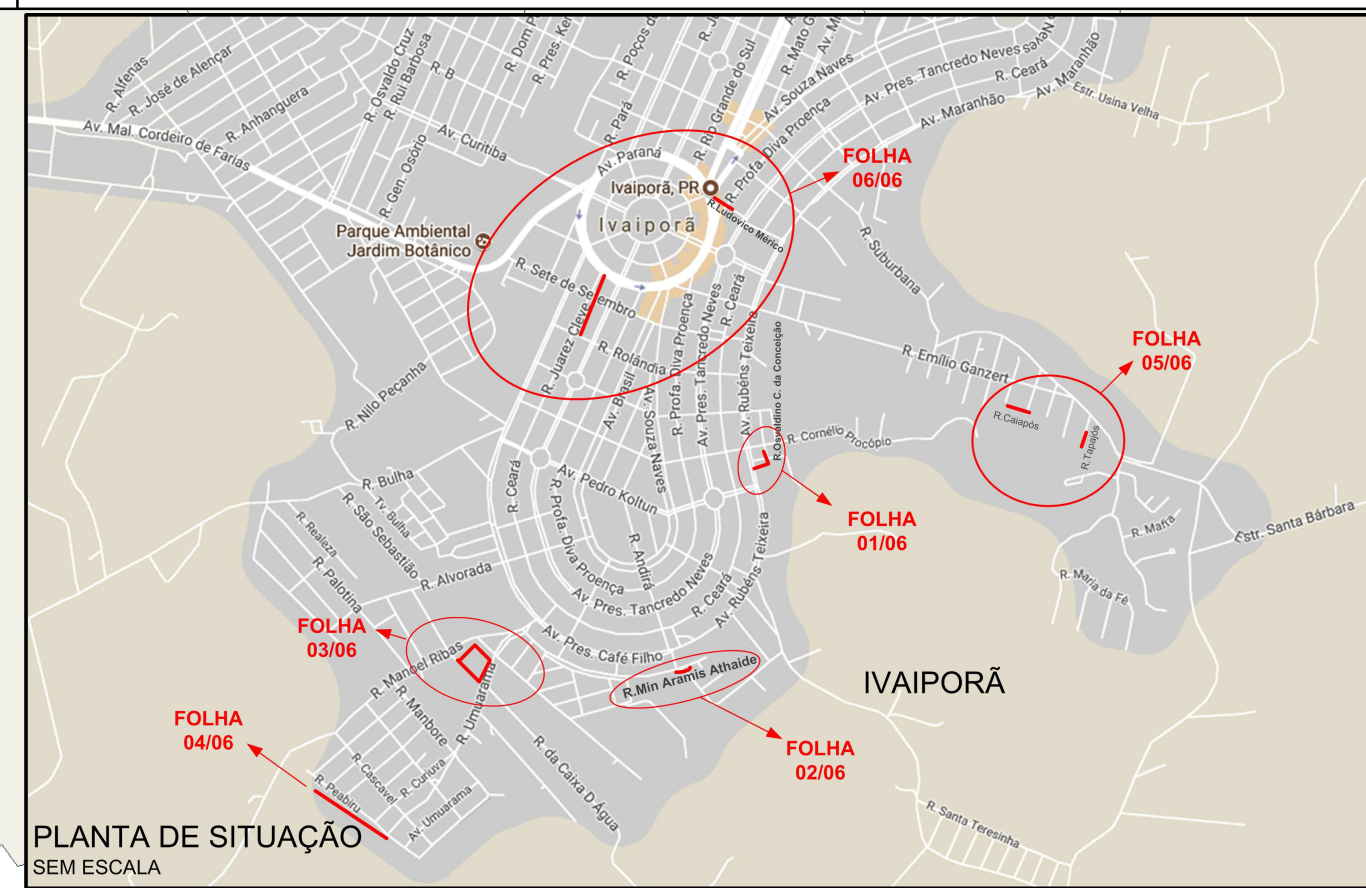 R. Alfenas
R. José de Alencar
R. Anhanguera
Av. Mal. Cordeiro de Farias
R. Osvaldo Cruz
R. Rui Barbosa
R. B
R. Gen. Osório
Av. Curitiba
R. Pará
Av. Paraná
R. Rio Grande do Sul
Av. Souza Naves
R. Profa. Diva Proença
Av. Pres. Tancredo Neves
R. Ceará
Av. Maranhão
Av. Maranhão
Estr. Usina Velha
FOLHA
06/06
Ivaiporã, PR
Ivaiporã
R.Ludovico Mérico
Parque Ambiental
Jardim Botânico
R. Sete de Setembro
R. Juarez Cleve
R. Rolândia
Av. Brasil
Av. Souza Naves
R. Profa. Diva Proença
Av. Pres. Tancredo Neves
R. Ceará
Av. Rubéns Teixeira
R.Osvaldino C. da Conceição
R. Suburbana
R. Emílio Ganzert
FOLHA
05/06
R.Caiapós
R.Tapajós
R. Cornélio Procópio
FOLHA
01/06
R. Nilo Peçanha
R. Bulha
Tv. Bulha
R. São Sebastião
R. Realeza
R. Palotina
R. Alvorada
R. Ceará
Av. Pedro Koltun
R. Profa. Diva Proença
R. Andirá
Av. Pres. Tancredo Neves
R. Ceará
Av. Rubéns Teixeira
R. Mafra
Estr. Santa Bárbara
R. Maria da Fé
FOLHA
03/06
R. Manoel Ribas
R. Manbore
R. Umuarama
Av. Pres. Café Filho
R.Min Aramis Athaide
IVAIPORÃ
FOLHA
04/06
FOLHA
02/06
R. da Caixa D Água
R. Peabiru
R. Cascavel
R. Curiuva
Av. Umuarama
R. Santa Teresinha
PLANTA DE SITUAÇÃO
SEM ESCALA